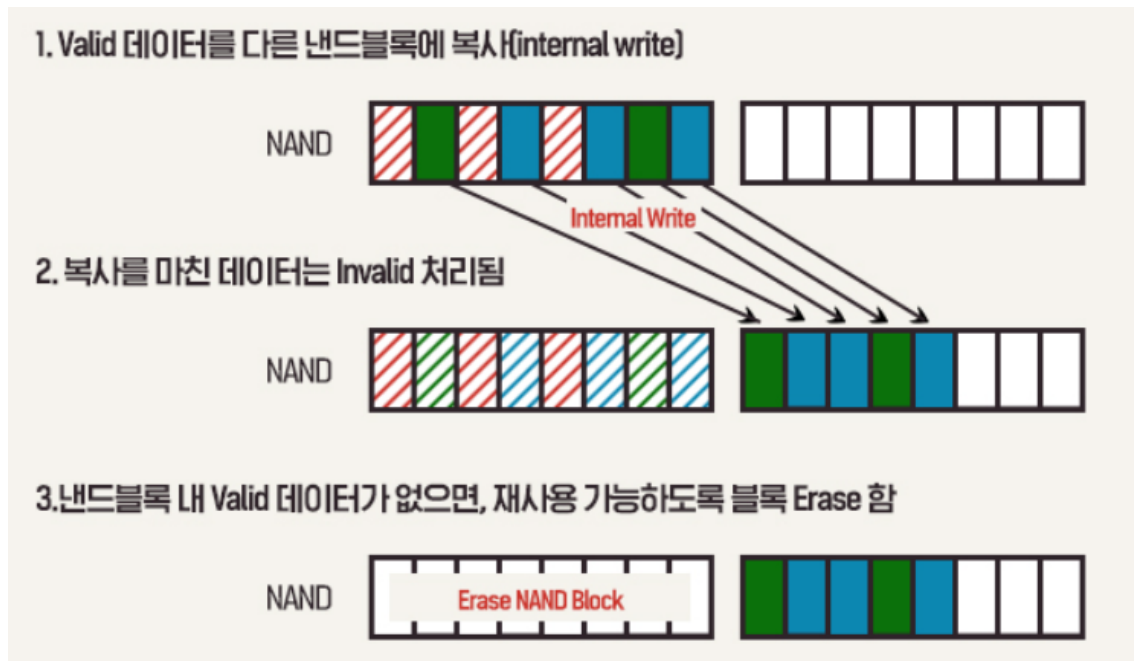 1. Valid 데이터를 다른 낸드블록에 복사(internal write)
NAND
Internal Write
2. 복사를 마친 데이터는 Invalid 처리됨
NAND
3.낸드블록 내 Valid 데이터가 없으면, 재사용 가능하도록 블록 Erase 함
NAND
Erase NAND Block